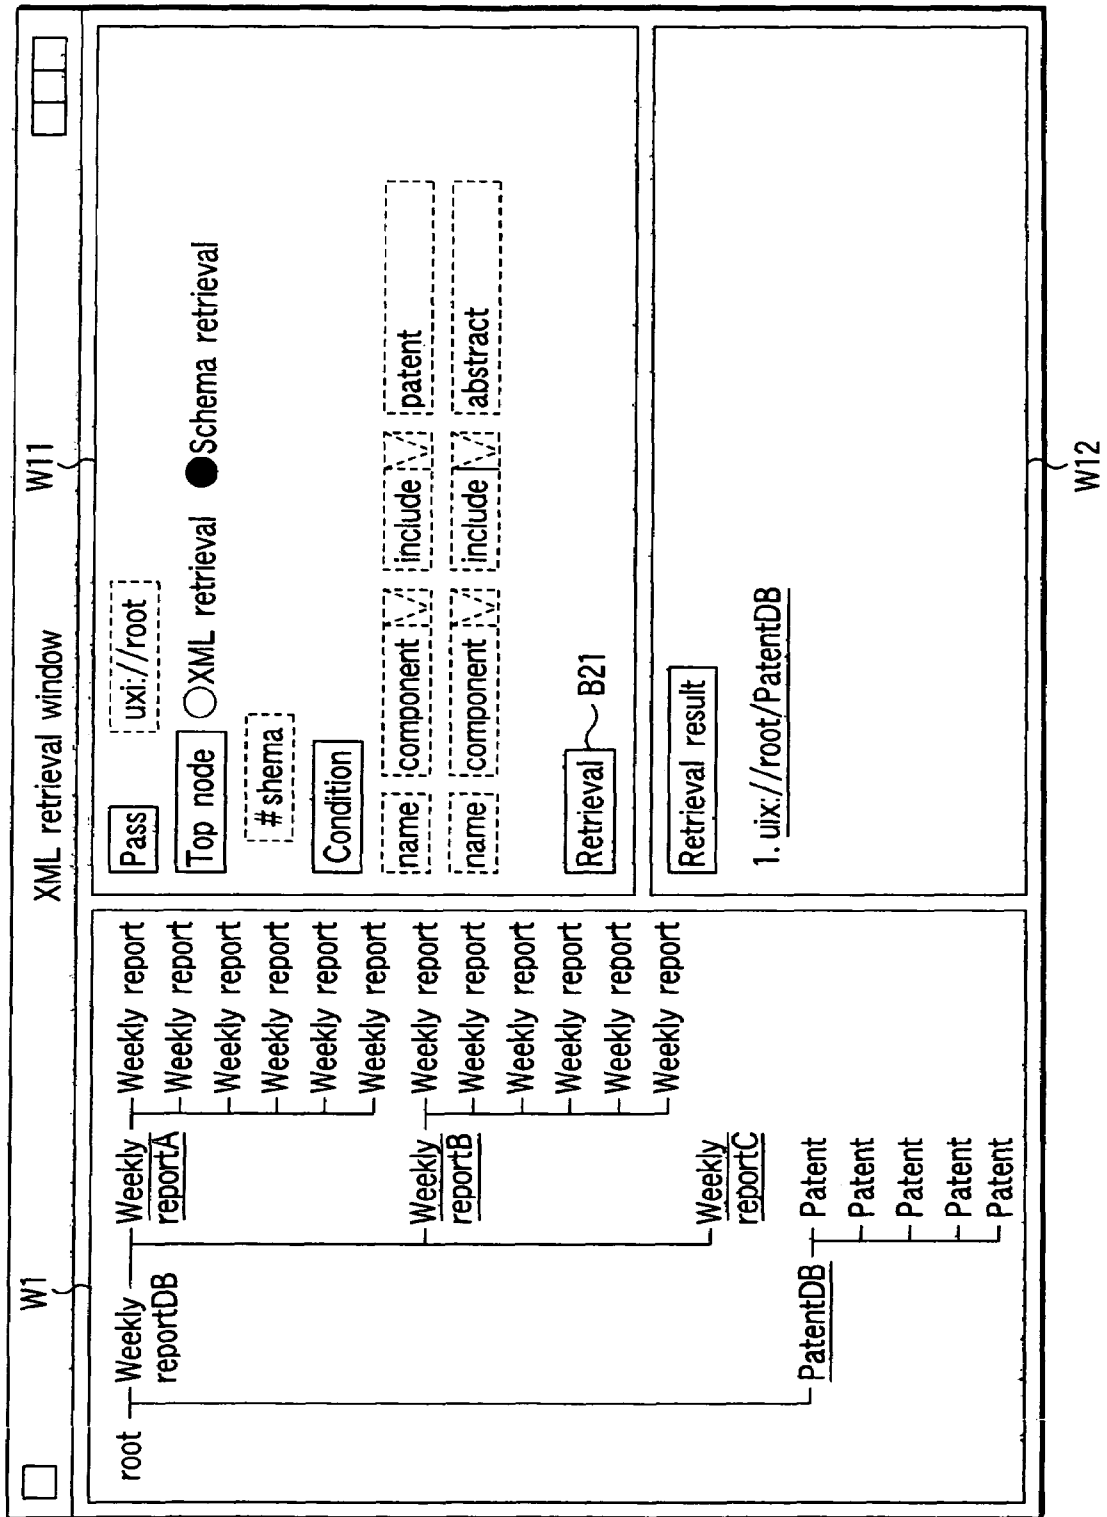 XML retrieval window
W1
W11
root
Weekly
reportDB
Weekly
reportA
Weekly report
Weekly report
Weekly report
Weekly report
Weekly report
Weekly report
Weekly
reportB
Weekly report
Weekly report
Weekly report
Weekly report
Weekly report
Weekly report
Weekly
reportC
PatentDB
Patent
Patent
Patent
Patent
Patent
Pass uxi://root
Top node XML retrieval Schema retrieval
#shema
Condition
name component include patent
name component include abstract
Retrieval B21
Retrieval result
1. uix://root/PatentDB
W12